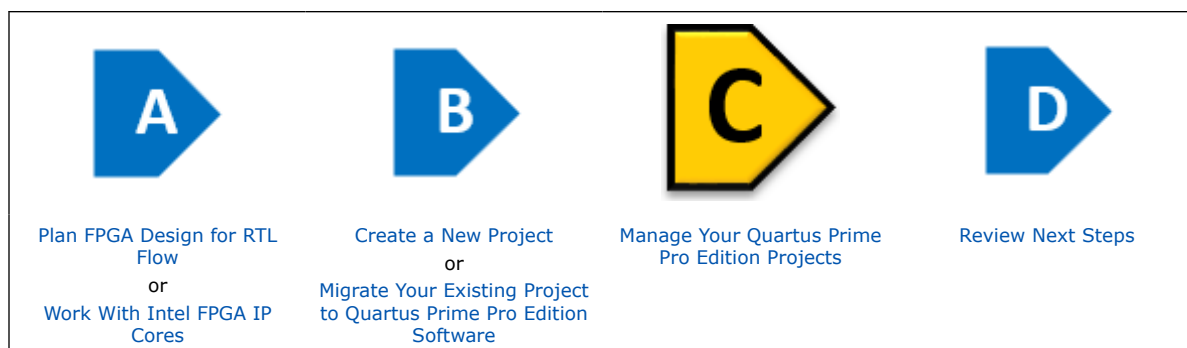 A
B
C
D
Plan FPGA Design for RTL
Flow
or
Work With Intel FPGA IP
Cores
Create a New Project
or
Migrate Your Existing Project
to Quartus Prime Pro Edition
Software
Manage Your Quartus Prime
Pro Edition Projects
Review Next Steps